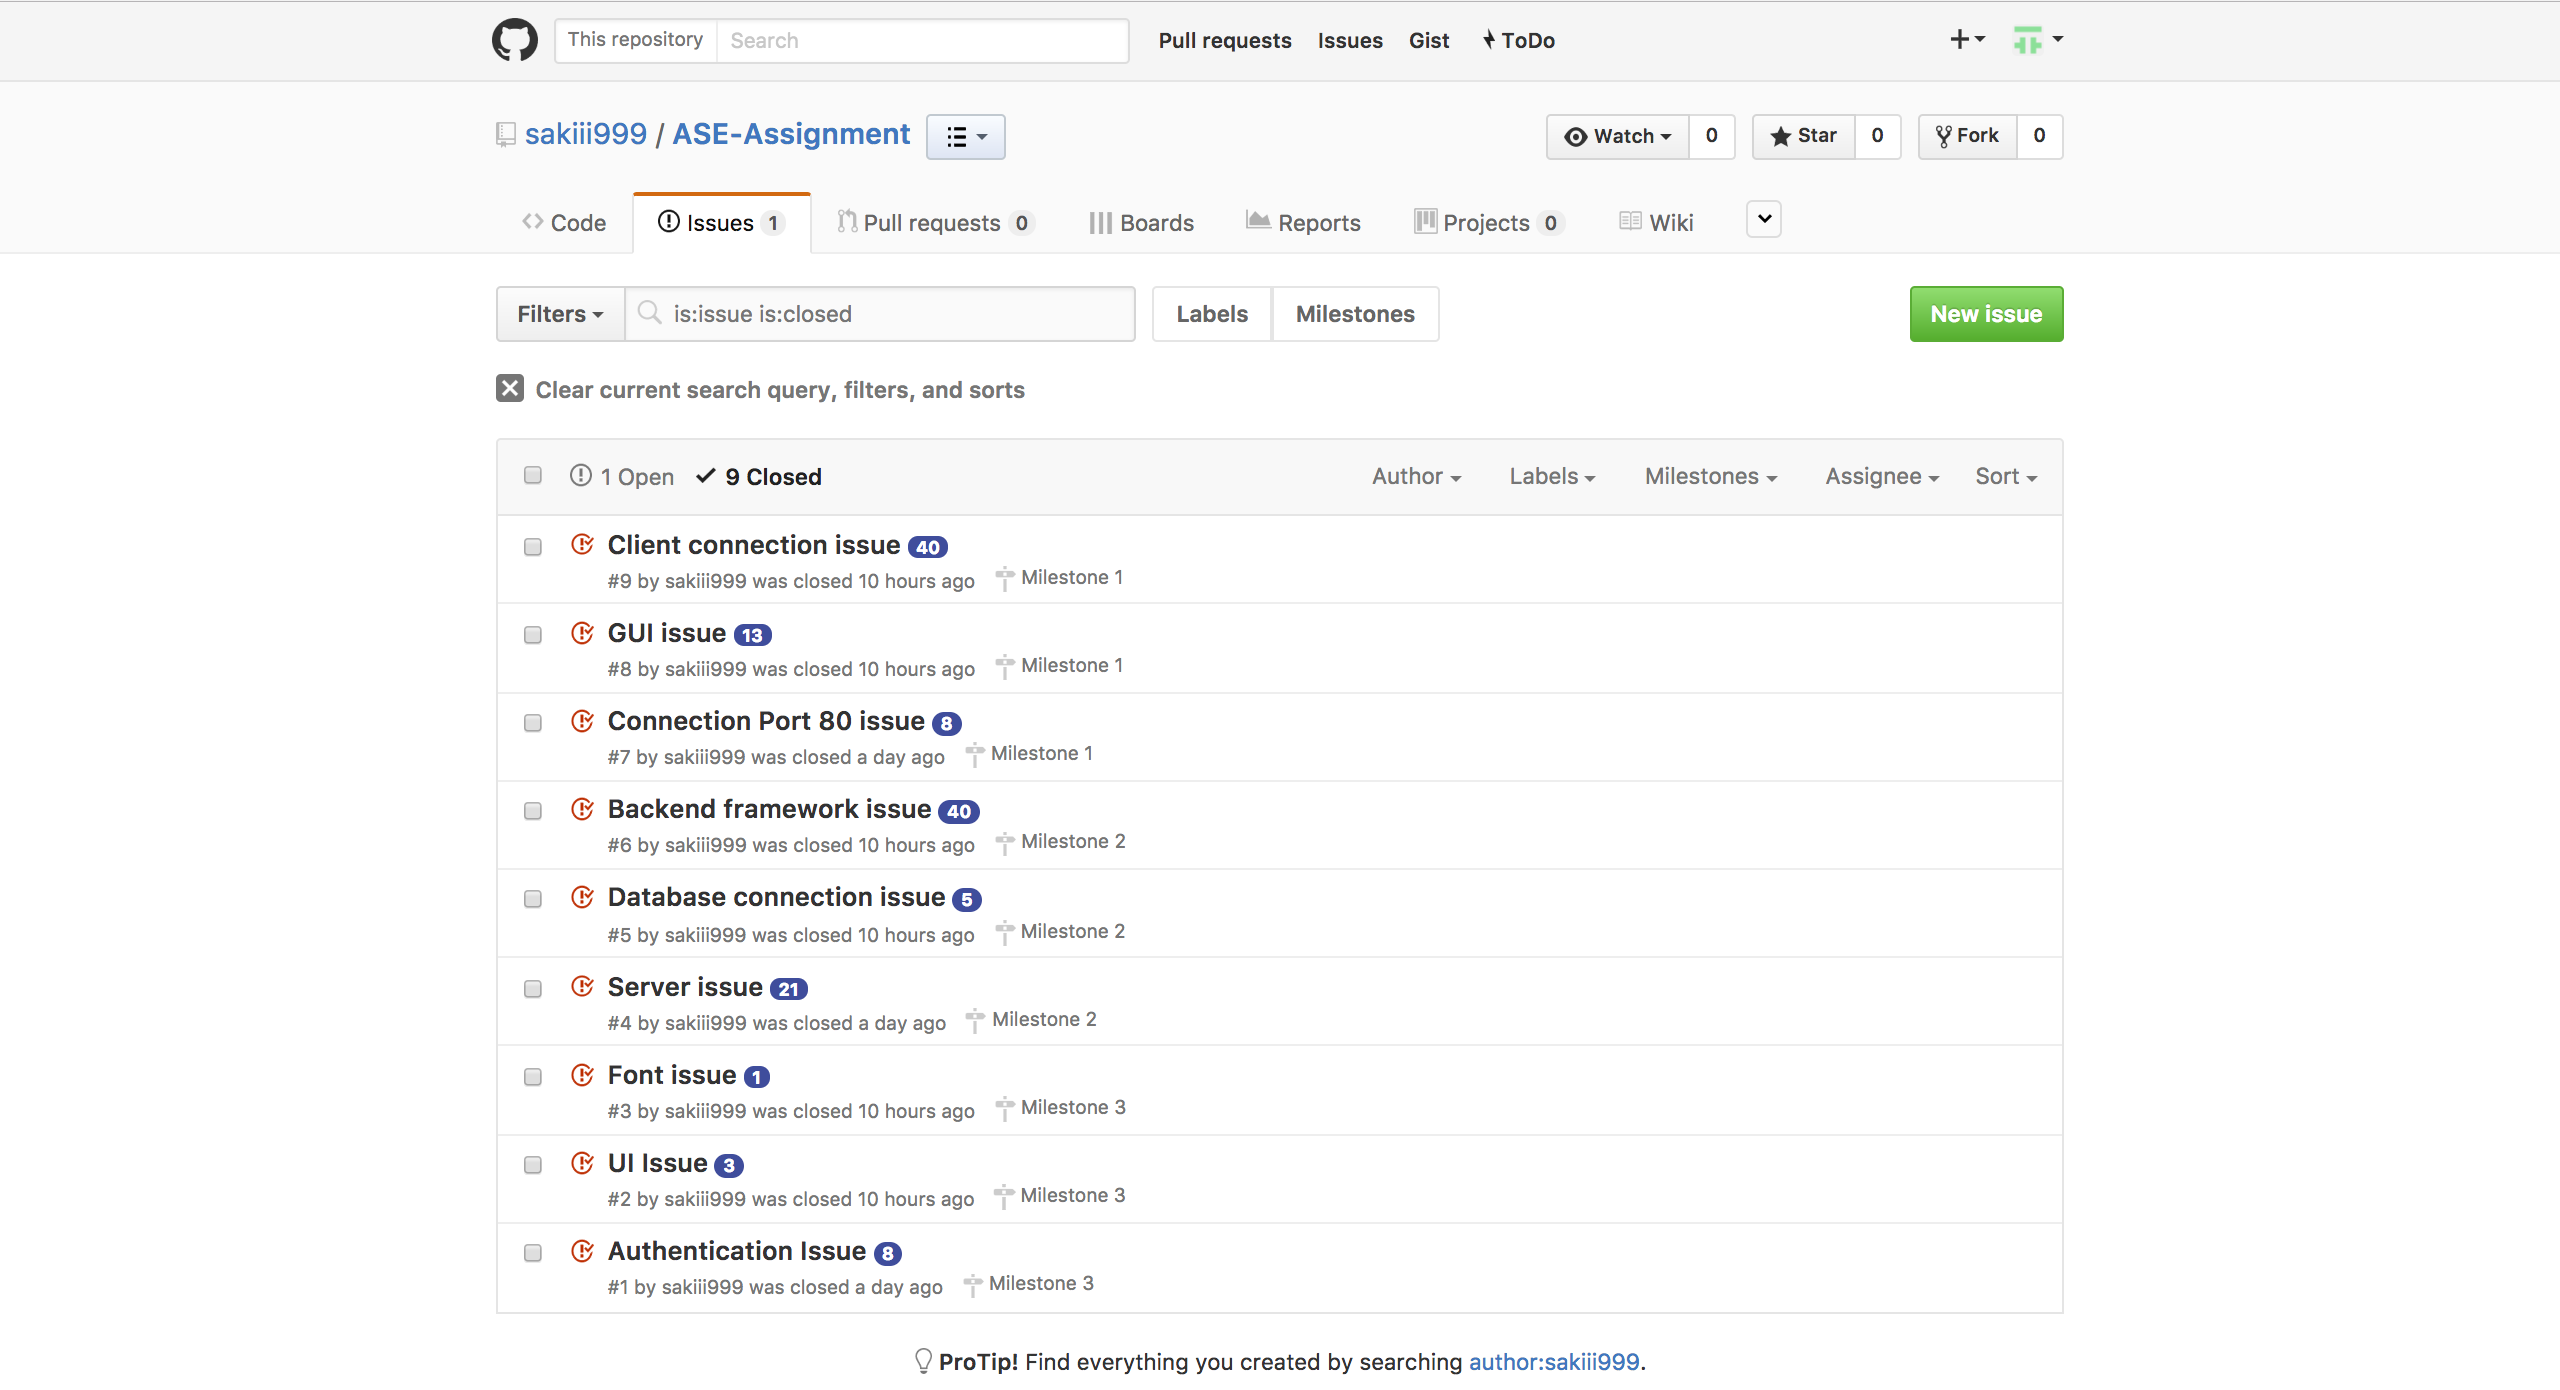 This repository Search Pull requests Issues Gist ToDo
sakiii999 / ASE-Assignment Watch 0 Star 0 Fork 0
Code Issues 1 Pull requests 0 Boards Reports Projects 0 Wiki
Filters is:issue is:closed Labels Milestones New issue
Clear current search query, filters, and sorts
1 Open 9 Closed Author Labels Milestones Assignee Sort
Client connection issue 40
#9 by sakiii999 was closed 10 hours ago Milestone 1
GUI issue 13
#8 by sakiii999 was closed 10 hours ago Milestone 1
Connection Port 80 issue 8
#7 by sakiii999 was closed a day ago Milestone 1
Backend framework issue 40
#6 by sakiii999 was closed 10 hours ago Milestone 2
Database connection issue 5
#5 by sakiii999 was closed 10 hours ago Milestone 2
Server issue 21
#4 by sakiii999 was closed a day ago Milestone 2
Font issue 1
#3 by sakiii999 was closed 10 hours ago Milestone 3
UI Issue 3
#2 by sakiii999 was closed 10 hours ago Milestone 3
Authentication Issue 8
#1 by sakiii999 was closed a day ago Milestone 3
ProTip! Find everything you created by searching author:sakiii999.